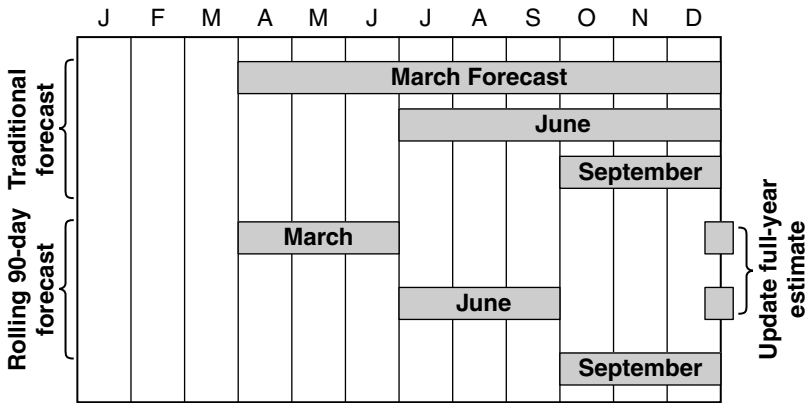 J F M A M J J A S O N D
Traditional
forecast
March Forecast
June
September
Rolling 90-day
forecast
March
June
September
Update full-year
estimate